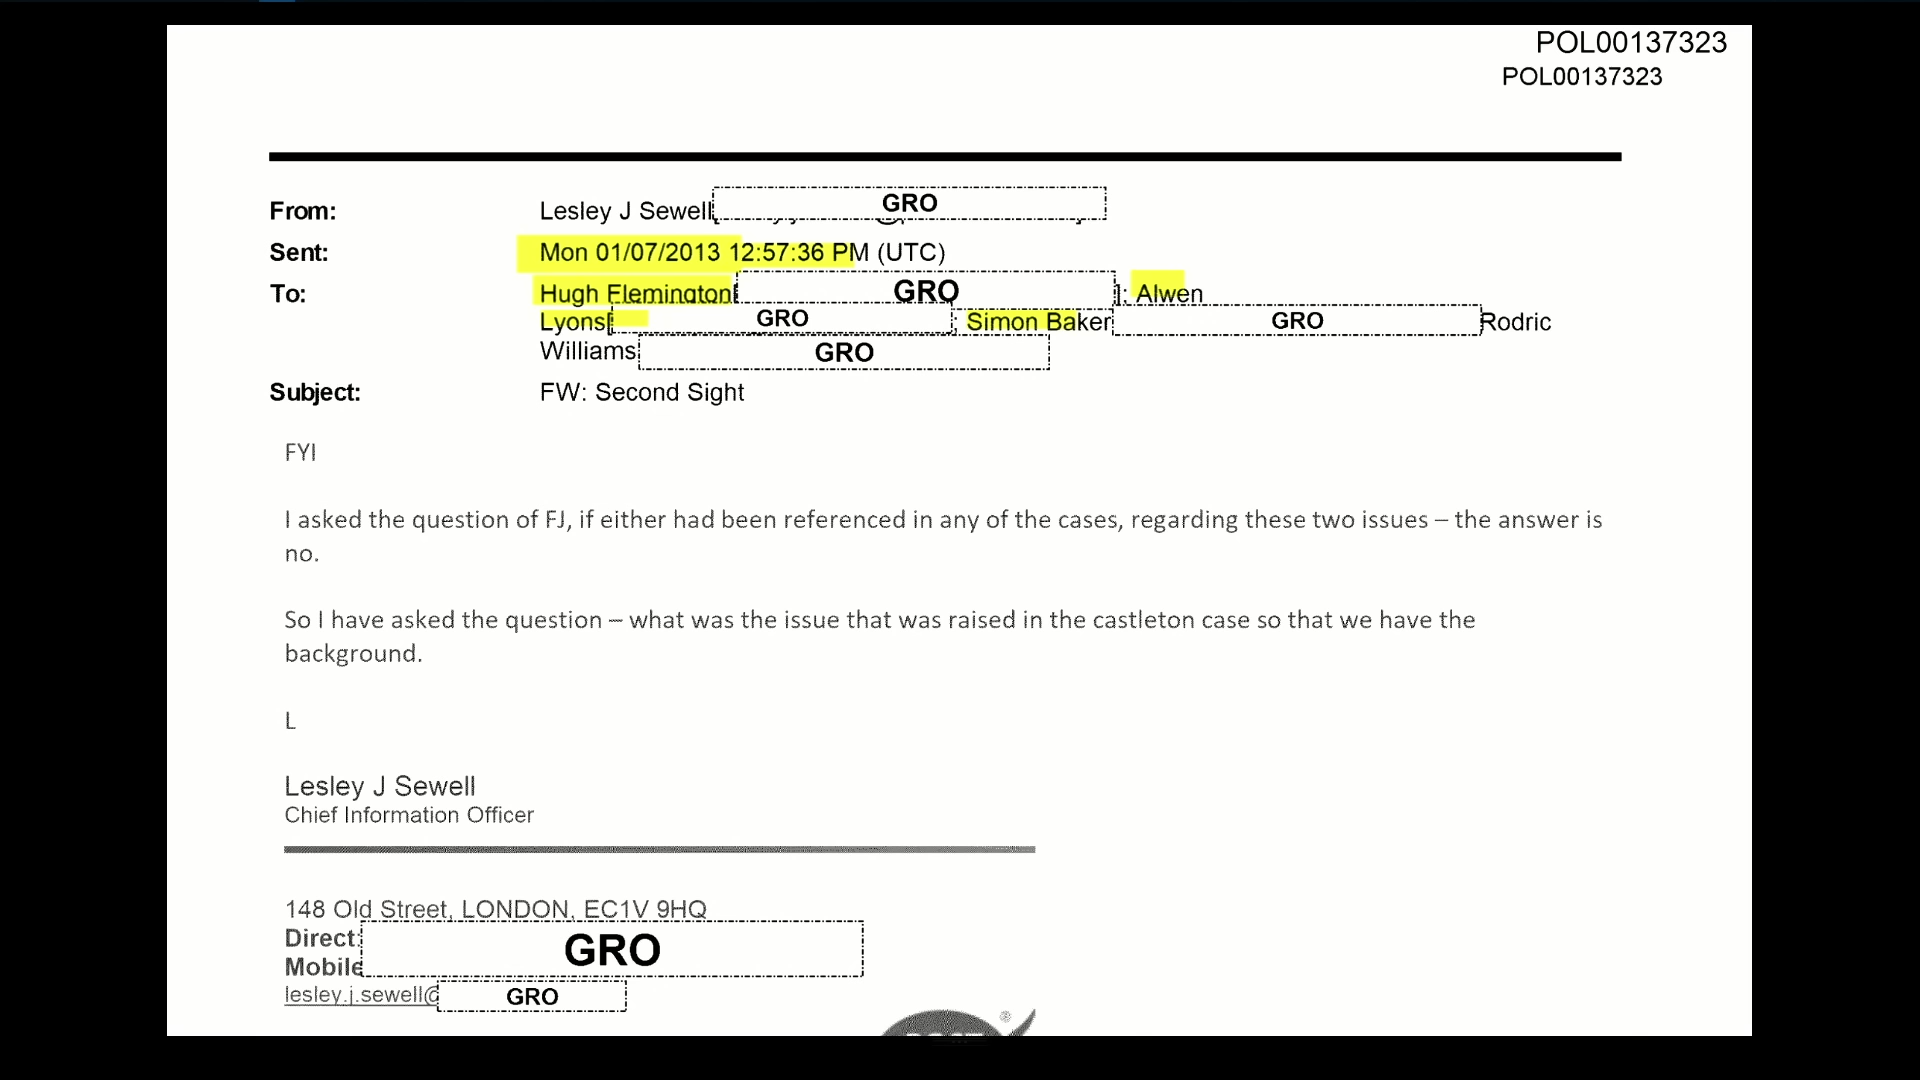 POL00137323
POL00137323
From: Lesley J Sewell[ GRO
Sent: Mon 01/07/2013 12:57:36 PM (UTC)
To: Hugh Flemington[ GRO ]; Alwen
Lyons[ GRO ; Simon Baker GRO Rodric
Williams GRO
Subject: FW: Second Sight
FYI
I asked the question of FJ, if either had been referenced in any of the cases, regarding these two issues – the answer is
no.
So I have asked the question – what was the issue that was raised in the castleton case so that we have the
background.
L
Lesley J Sewell
Chief Information Officer
148 Old Street, LONDON, EC1V 9HQ
Direct: GRO
Mobile
lesley.j.sewell@ GRO